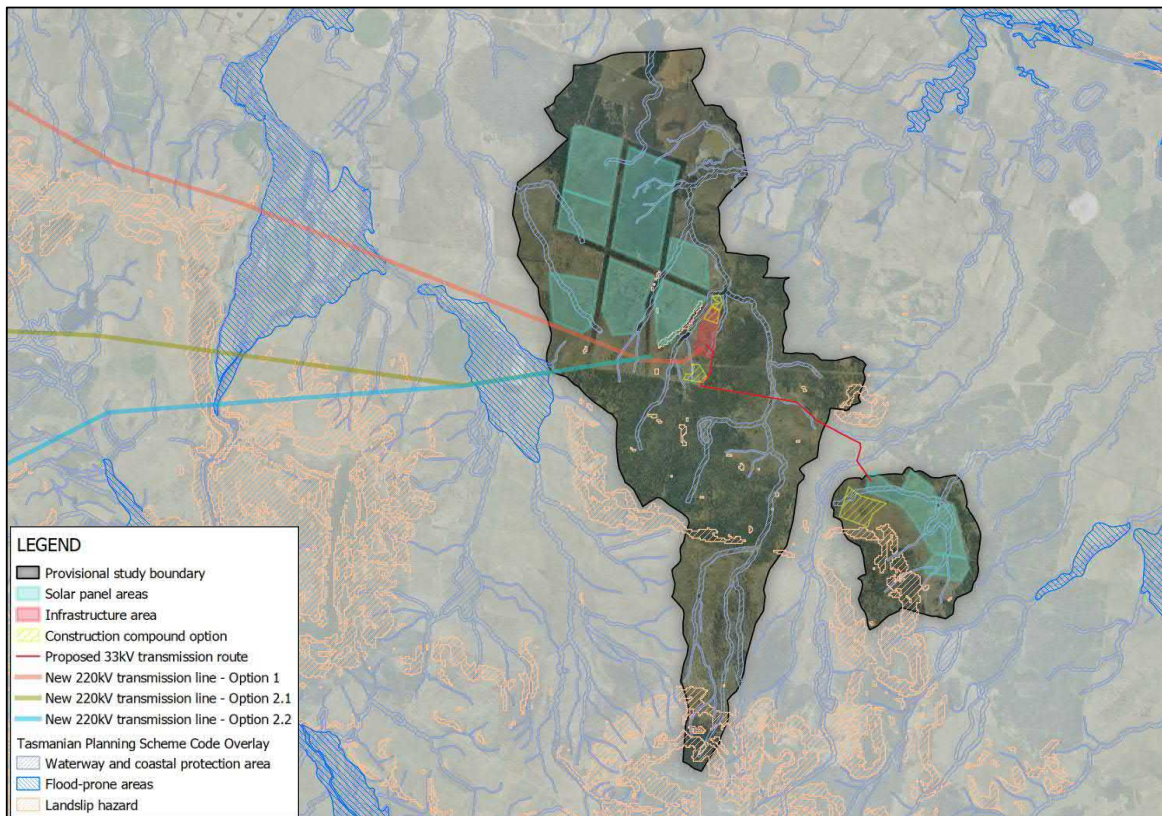 LEGEND
Provisional study boundary
Solar panel areas
Infrastructure area
Construction compound option
Proposed 33kV transmission route
New 220kV transmission line - Option 1
New 220kV transmission line - Option 2.1
New 220kV transmission line - Option 2.2
Tasmanian Planning Scheme Code Overlay
Waterway and coastal protection area
Flood-prone areas
Landslip hazard